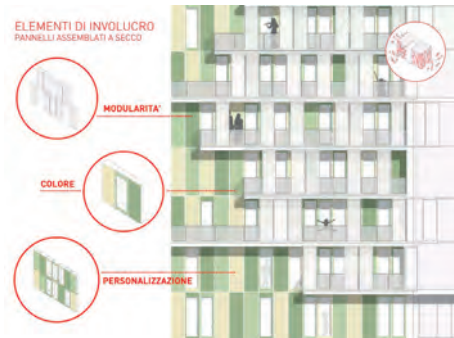 ELEMENTI DI INVOLUCRO
PANNELLI ASSEMBLATI A SECCO
MODULARITA'
COLORE
PERSONALIZZAZIONE